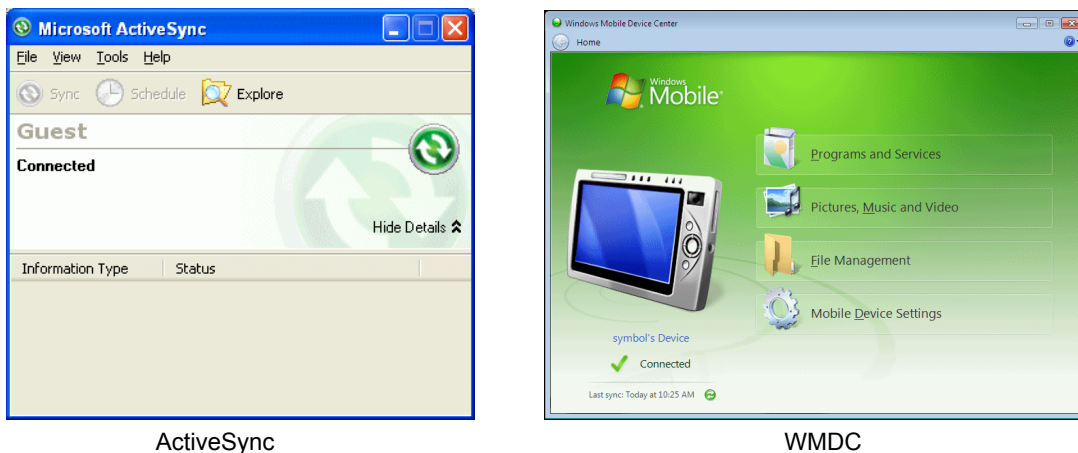 Microsoft ActiveSync
File View Tools Help
Sync Schedule Explore
Guest
Connected
Hide Details
Information Type Status
ActiveSync
Windows Mobile Device Center
Home
Windows
Mobile
Programs and Services
Pictures, Music and Video
File Management
Mobile Device Settings
symbol's Device
Connected
Last sync: Today at 10:25 AM
WMDC